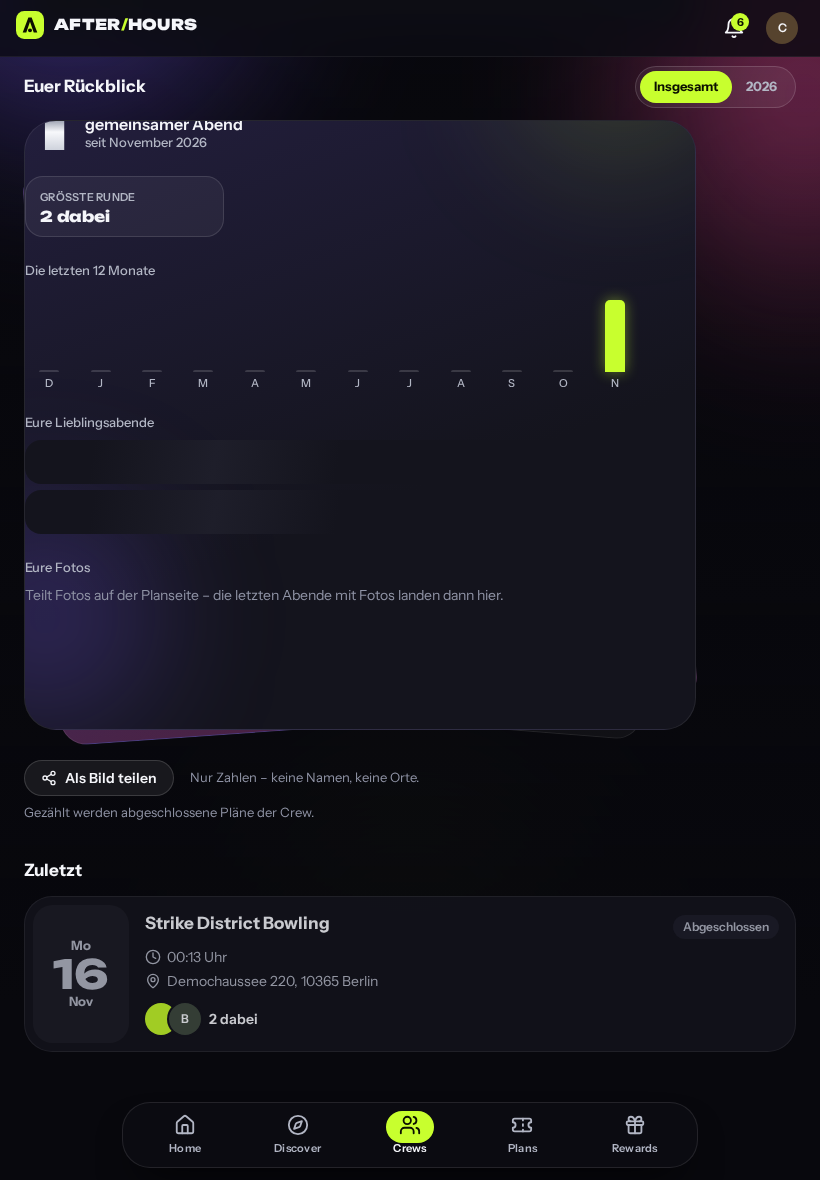 AFTER/HOURS
6
C
Euer Rückblick
Insgesamt
2026
gemeinsamer Abend
seit November 2026
GRÖSSTE RUNDE
2 dabei
Die letzten 12 Monate
D J F M A M J J A S O N
Eure Lieblingsabende
Eure Fotos
Teilt Fotos auf der Planseite – die letzten Abende mit Fotos landen dann hier.
Als Bild teilen
Nur Zahlen – keine Namen, keine Orte.
Gezählt werden abgeschlossene Pläne der Crew.
Zuletzt
Mo
16
Nov
Strike District Bowling
Abgeschlossen
00:13 Uhr
Demochaussee 220, 10365 Berlin
B
2 dabei
Home
Discover
Crews
Plans
Rewards